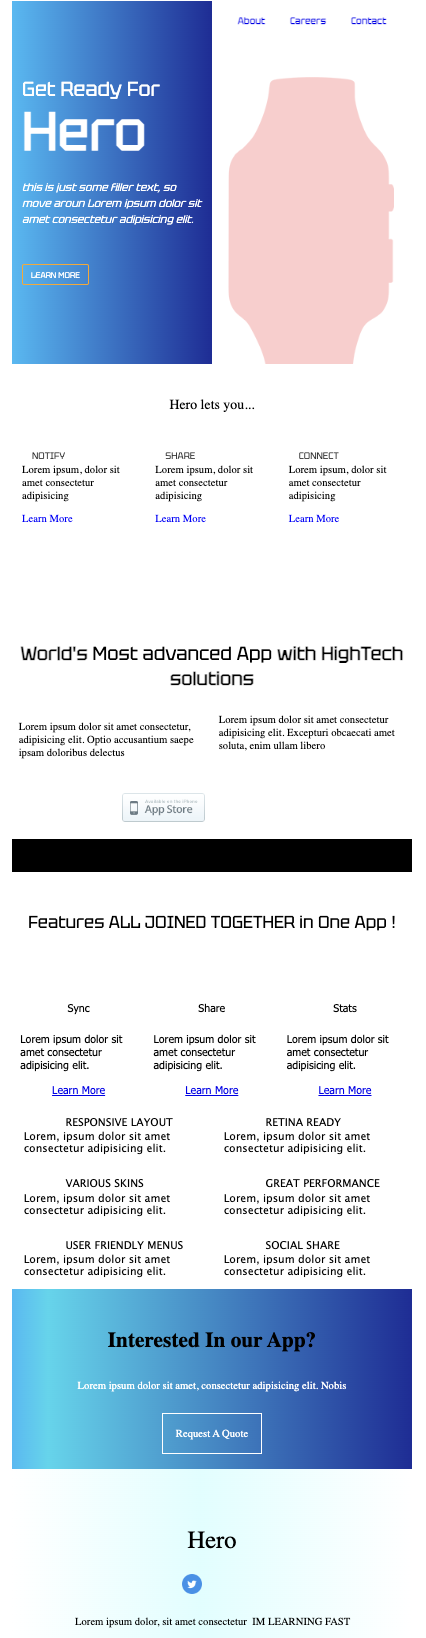 About Careers Contact
Get Ready For
Hero
this is just some filler text, so
move aroun Lorem ipsum dolor sit
amet consectetur adipisicing elit.
LEARN MORE
Hero lets you...
NOTIFY
Lorem ipsum, dolor sit
amet consectetur
adipisicing
Learn More
SHARE
Lorem ipsum, dolor sit
amet consectetur
adipisicing
Learn More
CONNECT
Lorem ipsum, dolor sit
amet consectetur
adipisicing
Learn More
World's Most advanced App with HighTech
solutions
Lorem ipsum dolor sit amet consectetur,
adipisicing elit. Optio accusantium saepe
ipsam doloribus delectus
Lorem ipsum dolor sit amet consectetur
adipisicing elit. Excepturi obcaecati amet
soluta, enim ullam libero
Available on the iPhone
App Store
Features ALL JOINED TOGETHER in One App !
Sync
Lorem ipsum dolor sit
amet consectetur
adipisicing elit.
Learn More
Share
Lorem ipsum dolor sit
amet consectetur
adipisicing elit.
Learn More
Stats
Lorem ipsum dolor sit
amet consectetur
adipisicing elit.
Learn More
RESPONSIVE LAYOUT
Lorem, ipsum dolor sit amet
consectetur adipisicing elit.
RETINA READY
Lorem, ipsum dolor sit amet
consectetur adipisicing elit.
VARIOUS SKINS
Lorem, ipsum dolor sit amet
consectetur adipisicing elit.
GREAT PERFORMANCE
Lorem, ipsum dolor sit amet
consectetur adipisicing elit.
USER FRIENDLY MENUS
Lorem, ipsum dolor sit amet
consectetur adipisicing elit.
SOCIAL SHARE
Lorem, ipsum dolor sit amet
consectetur adipisicing elit.
Interested In our App?
Lorem ipsum dolor sit amet, consectetur adipisicing elit. Nobis
Request A Quote
Hero
Lorem ipsum dolor, sit amet consectetur IM LEARNING FAST